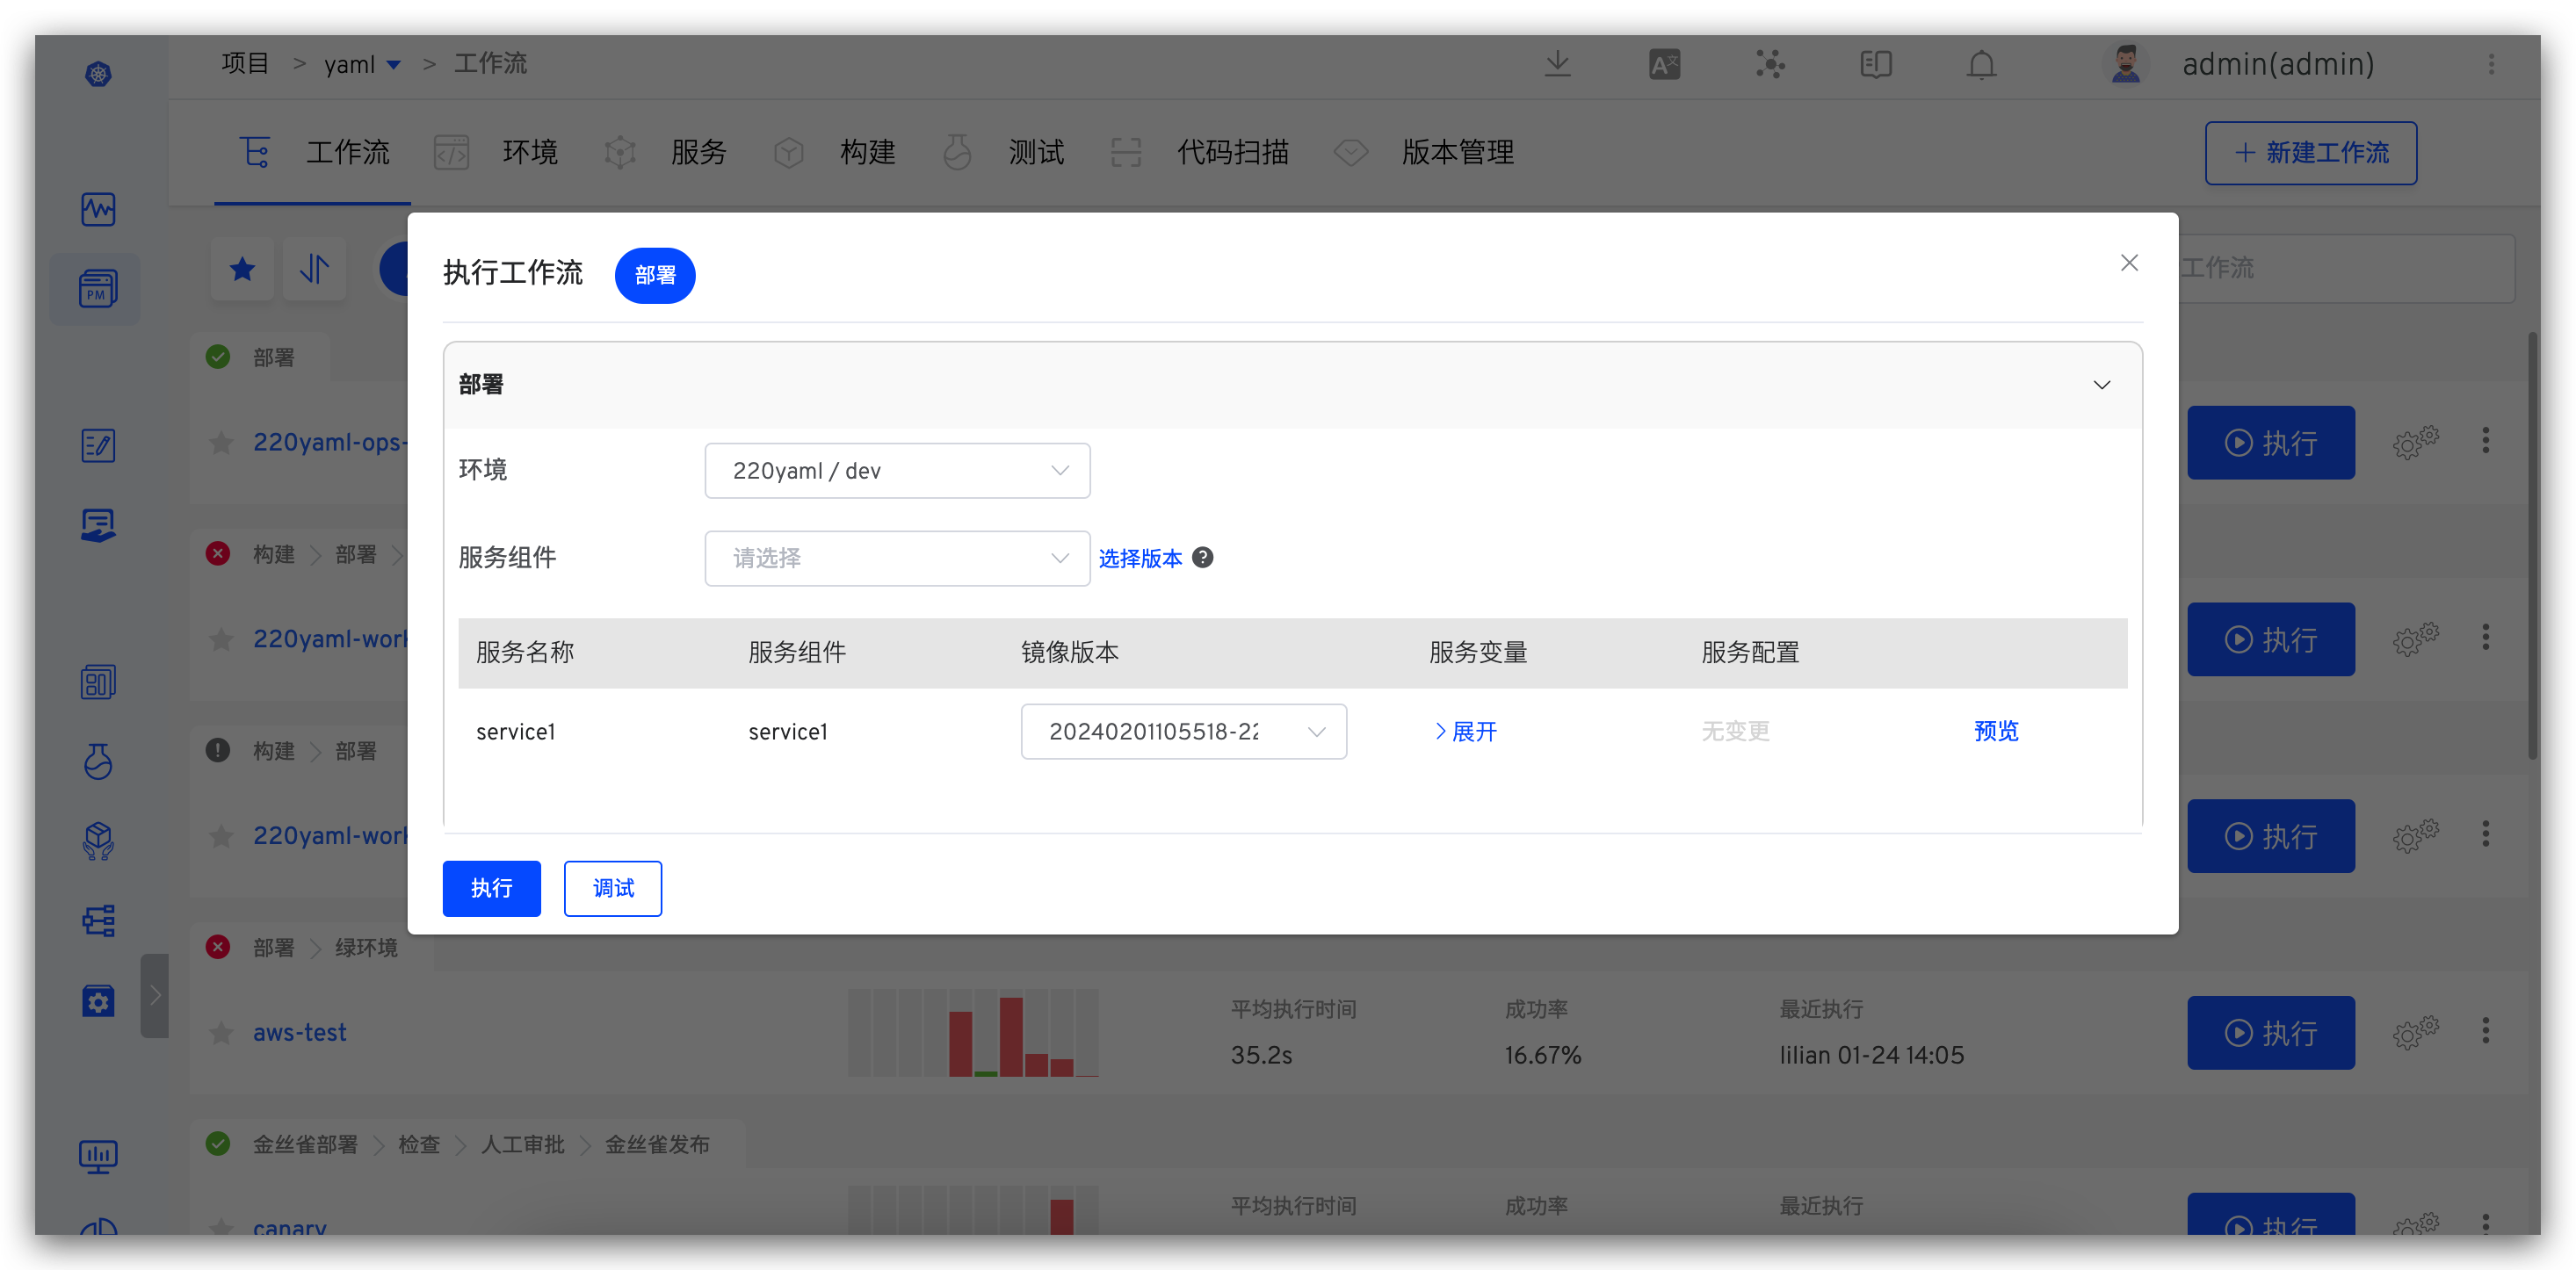 项目 > yaml > 工作流
admin(admin)
工作流 环境 服务 构建 测试 代码扫描 版本管理
+ 新建工作流
PM
工作流
执行工作流 部署
部署
环境 220yaml / dev
服务组件 请选择 选择版本
服务名称 服务组件 镜像版本 服务变量 服务配置
service1 service1 20240201105518-22 展开 无变更 预览
执行 调试
部署
220yaml-ops-
执行
构建 > 部署 >
220yaml-work
执行
构建 > 部署
220yaml-work
执行
部署 > 绿环境
aws-test
平均执行时间 成功率 最近执行
35.2s 16.67% lilian 01-24 14:05
执行
金丝雀部署 > 检查 > 人工审批 > 金丝雀发布
canary
平均执行时间 成功率 最近执行
执行